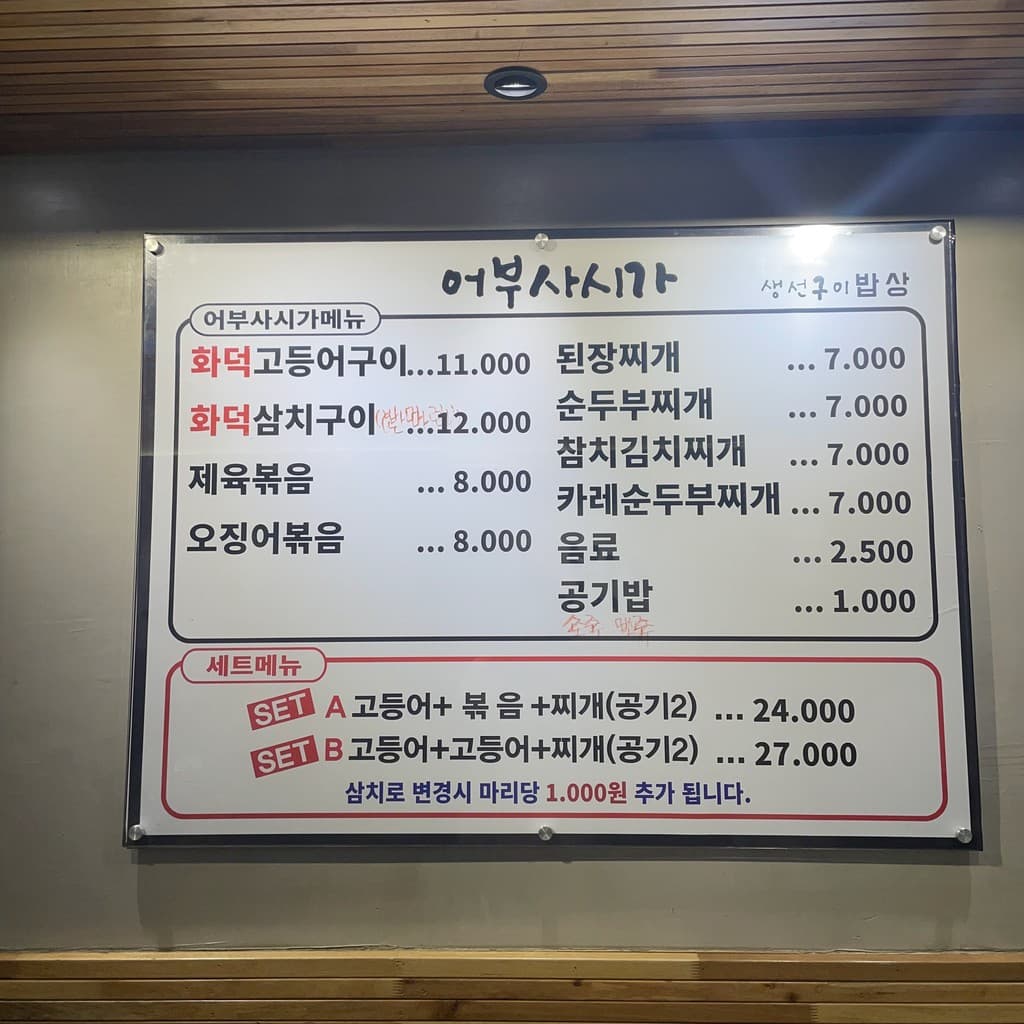 어부사시가
생선구이밥상
어부사시가메뉴
화덕고등어구이...11.000
화덕삼치구이 ...12.000
제육볶음 ... 8.000
오징어볶음 ... 8.000
된장찌개 ... 7.000
순두부찌개 ... 7.000
참치김치찌개 ... 7.000
카레순두부찌개 ... 7.000
음료 ... 2.500
공기밥 ... 1.000
세트메뉴
SET A 고등어+ 볶 음 +찌개(공기2) ... 24.000
SET B 고등어+고등어+찌개(공기2) ... 27.000
삼치로 변경시 마리당 1.000원 추가 됩니다.